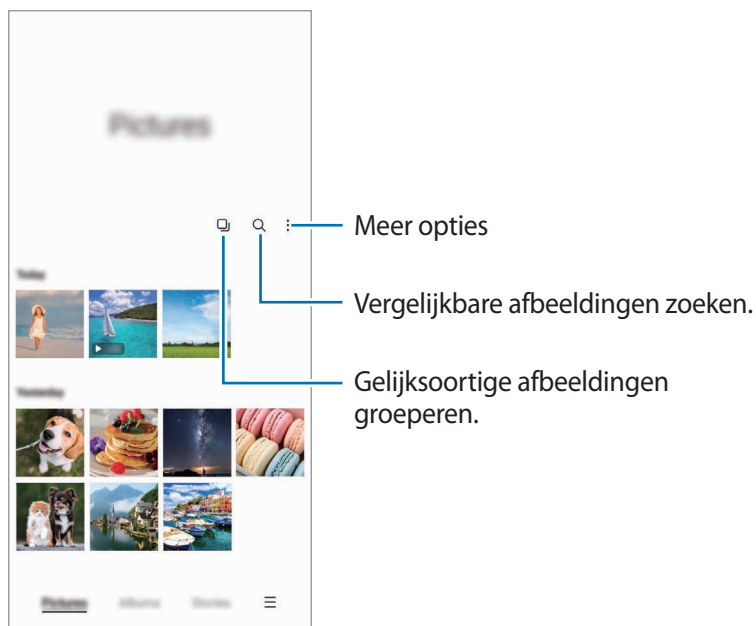 Pictures
Meer opties
Today
Vergelijkbare afbeeldingen zoeken.
Gelijksoortige afbeeldingen
groeperen.
Yesterday
Pictures Albums Stories